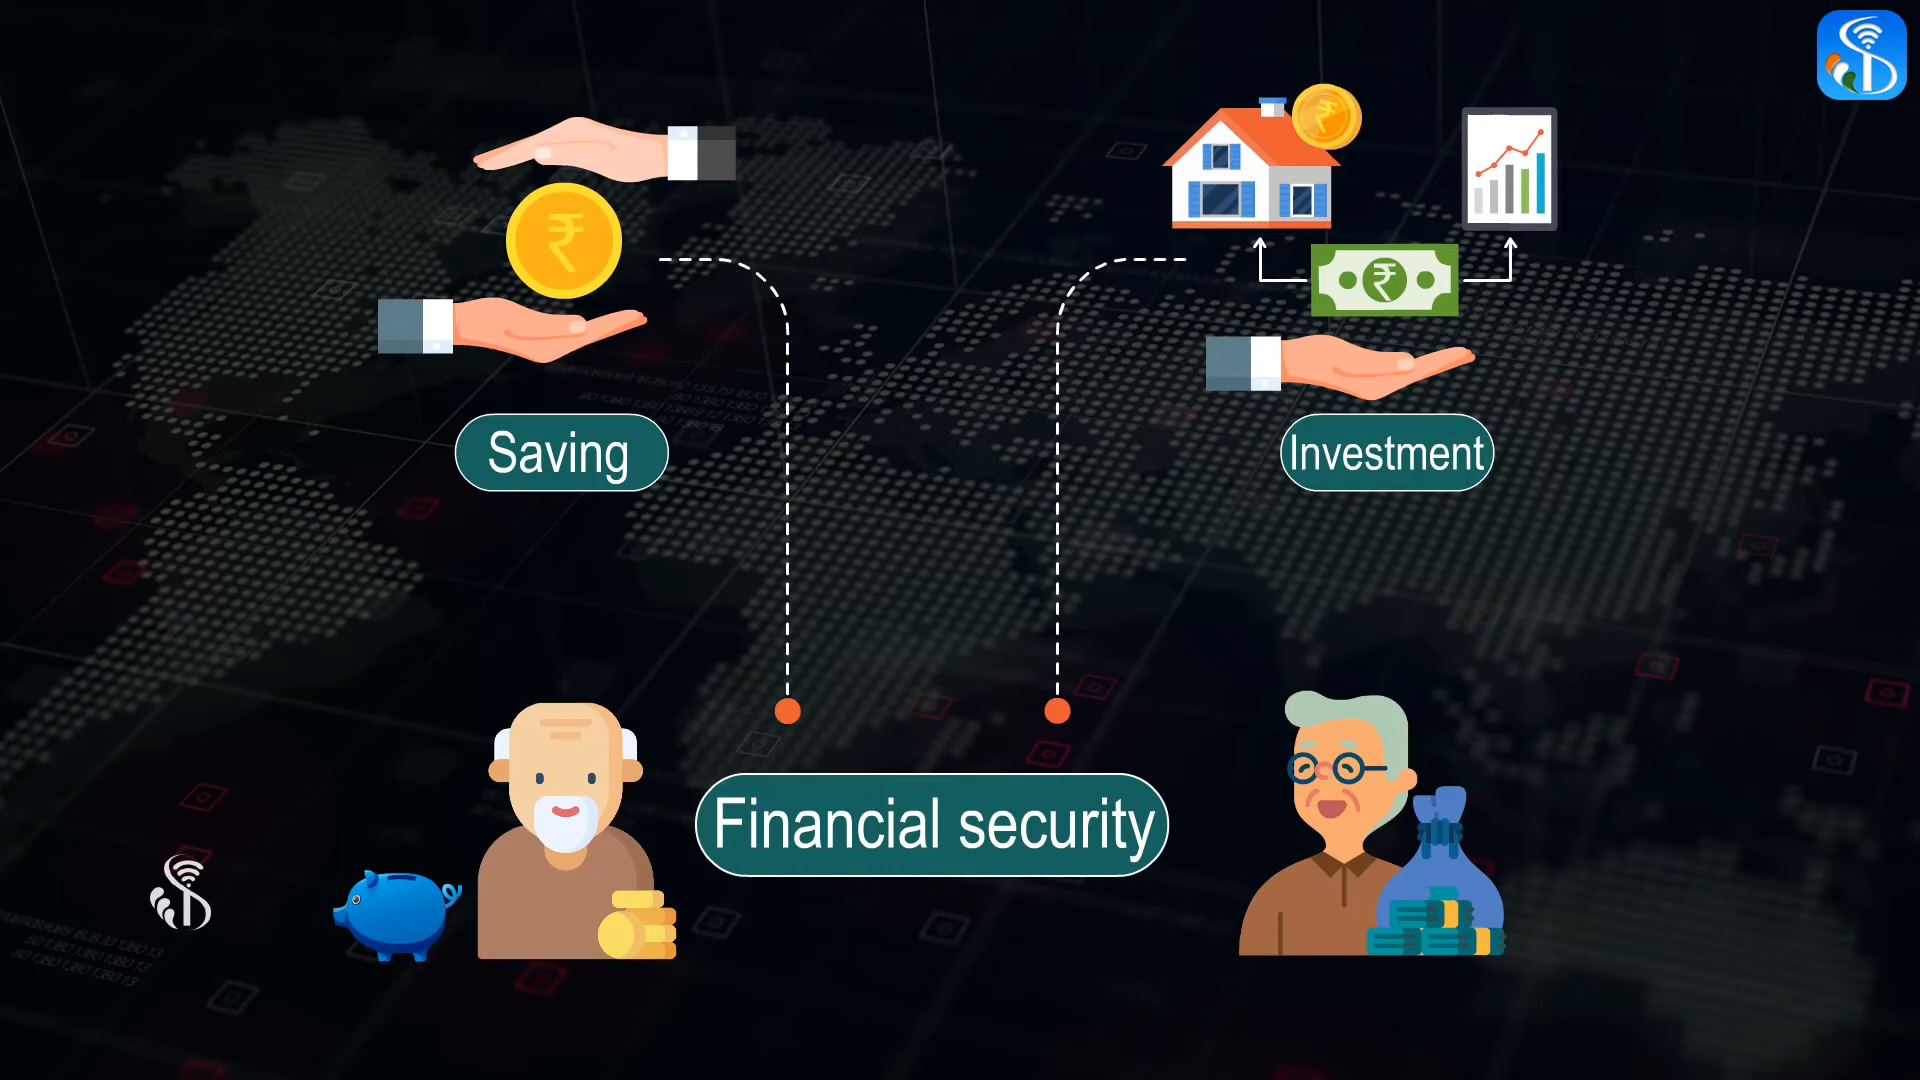 ₹
₹
₹
Saving
Investment
Financial security